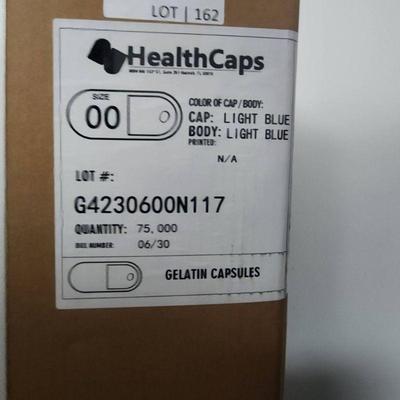 LOT | 162
HealthCaps
SIZE
00
COLOR OF CAP/BODY:
CAP: LIGHT BLUE
BODY: LIGHT BLUE
PRINTED:
N/A
LOT #:
G4230600N117
QUANTITY: 75,000
NUMBER: 06/30
GELATIN CAPSULES